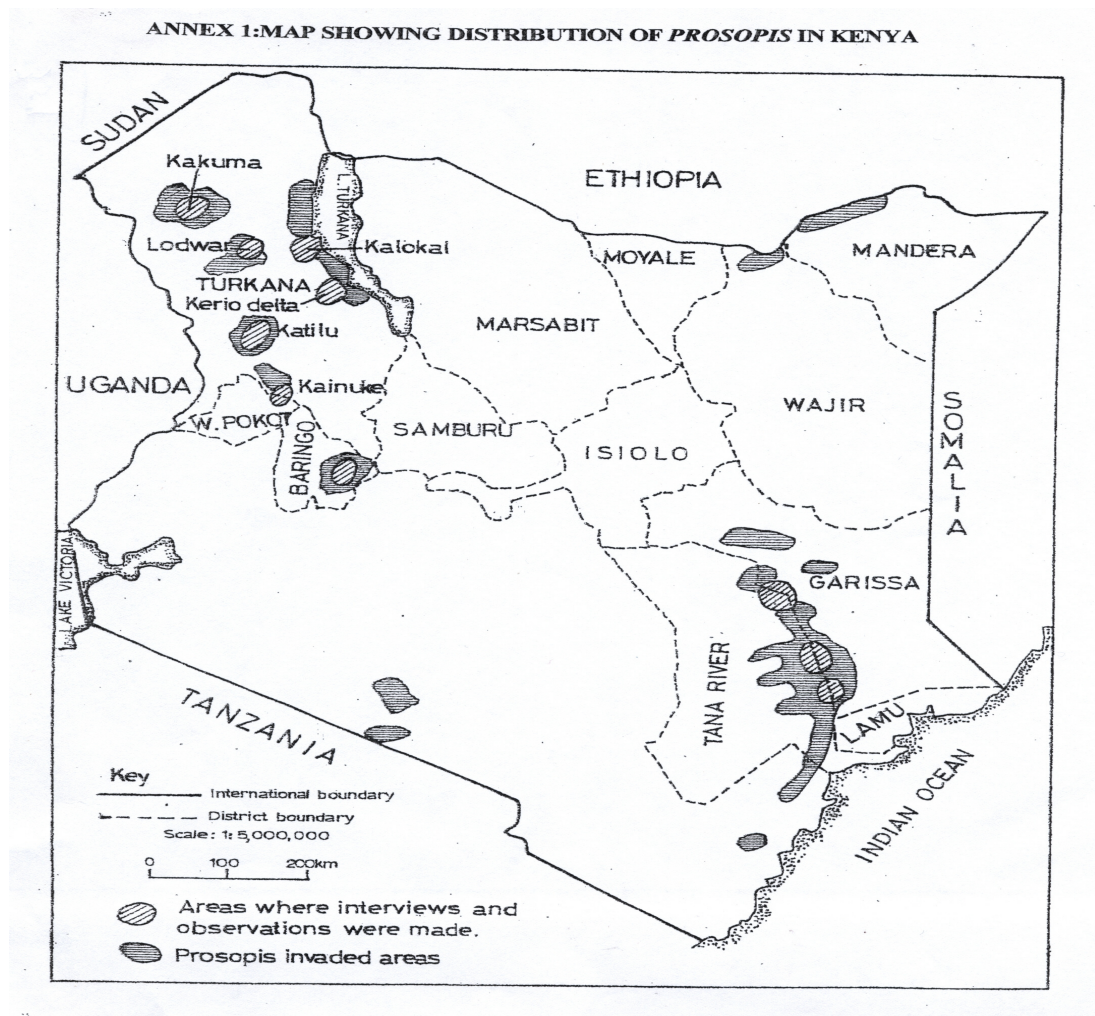 ANNEX 1:MAP SHOWING DISTRIBUTION OF PROSOPIS IN KENYA
SUDAN
Kakuma
ETHIOPIA
L. TURKANA
Lodwar
Kalokal
MOYALE
MANDERA
TURKANA
Kerio delta
MARSABIT
Katilu
UGANDA
Kainuke
WAJIR
SOMALIA
W. POKOT
SAMBURU
BARINGO
ISIOLO
LAKE VICTORIA
GARISSA
TANA RIVER
TANZANIA
LAMU
INDIAN OCEAN
Key
International boundary
District boundary
Scale: 1:5,000,000
0 100 200km
Areas where interviews and
observations were made.
Prosopis invaded areas